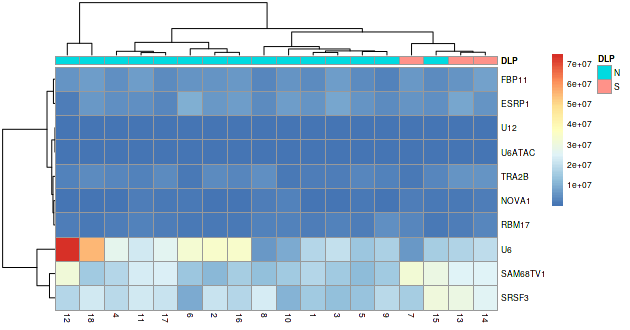 DLP
FBP11
ESRP1
U12
U6ATAC
TRA2B
NOVA1
RBM17
U6
SAM68TV1
SRSF3
12 18 4 11 17 6 2 16 8 10 1 3 5 9 7 15 13 14
7e+07
6e+07
5e+07
4e+07
3e+07
2e+07
1e+07
DLP
N
S